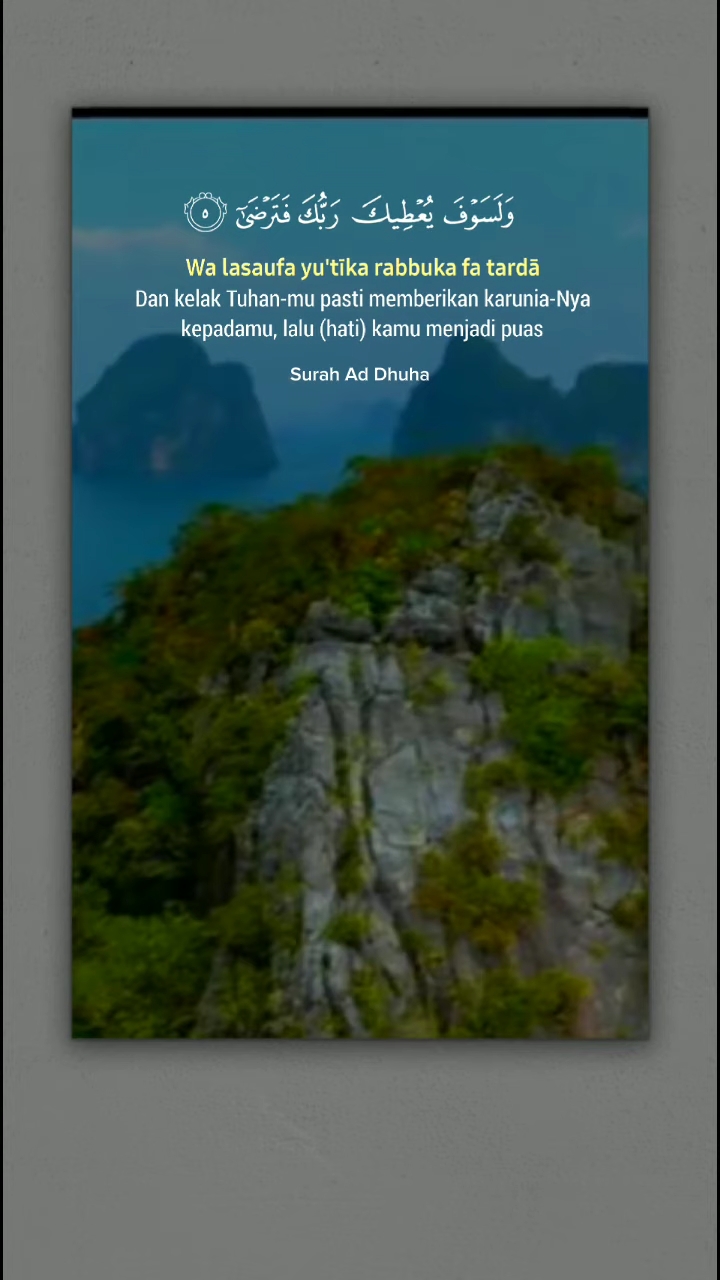 وَلَسَوْفَ يُعْطِيكَ رَبُّكَ فَتَرْضَىٰٓ ٥
Wa lasaufa yu'tīka rabbuka fa tardā
Dan kelak Tuhan-mu pasti memberikan karunia-Nya
kepadamu, lalu (hati) kamu menjadi puas
Surah Ad Dhuha